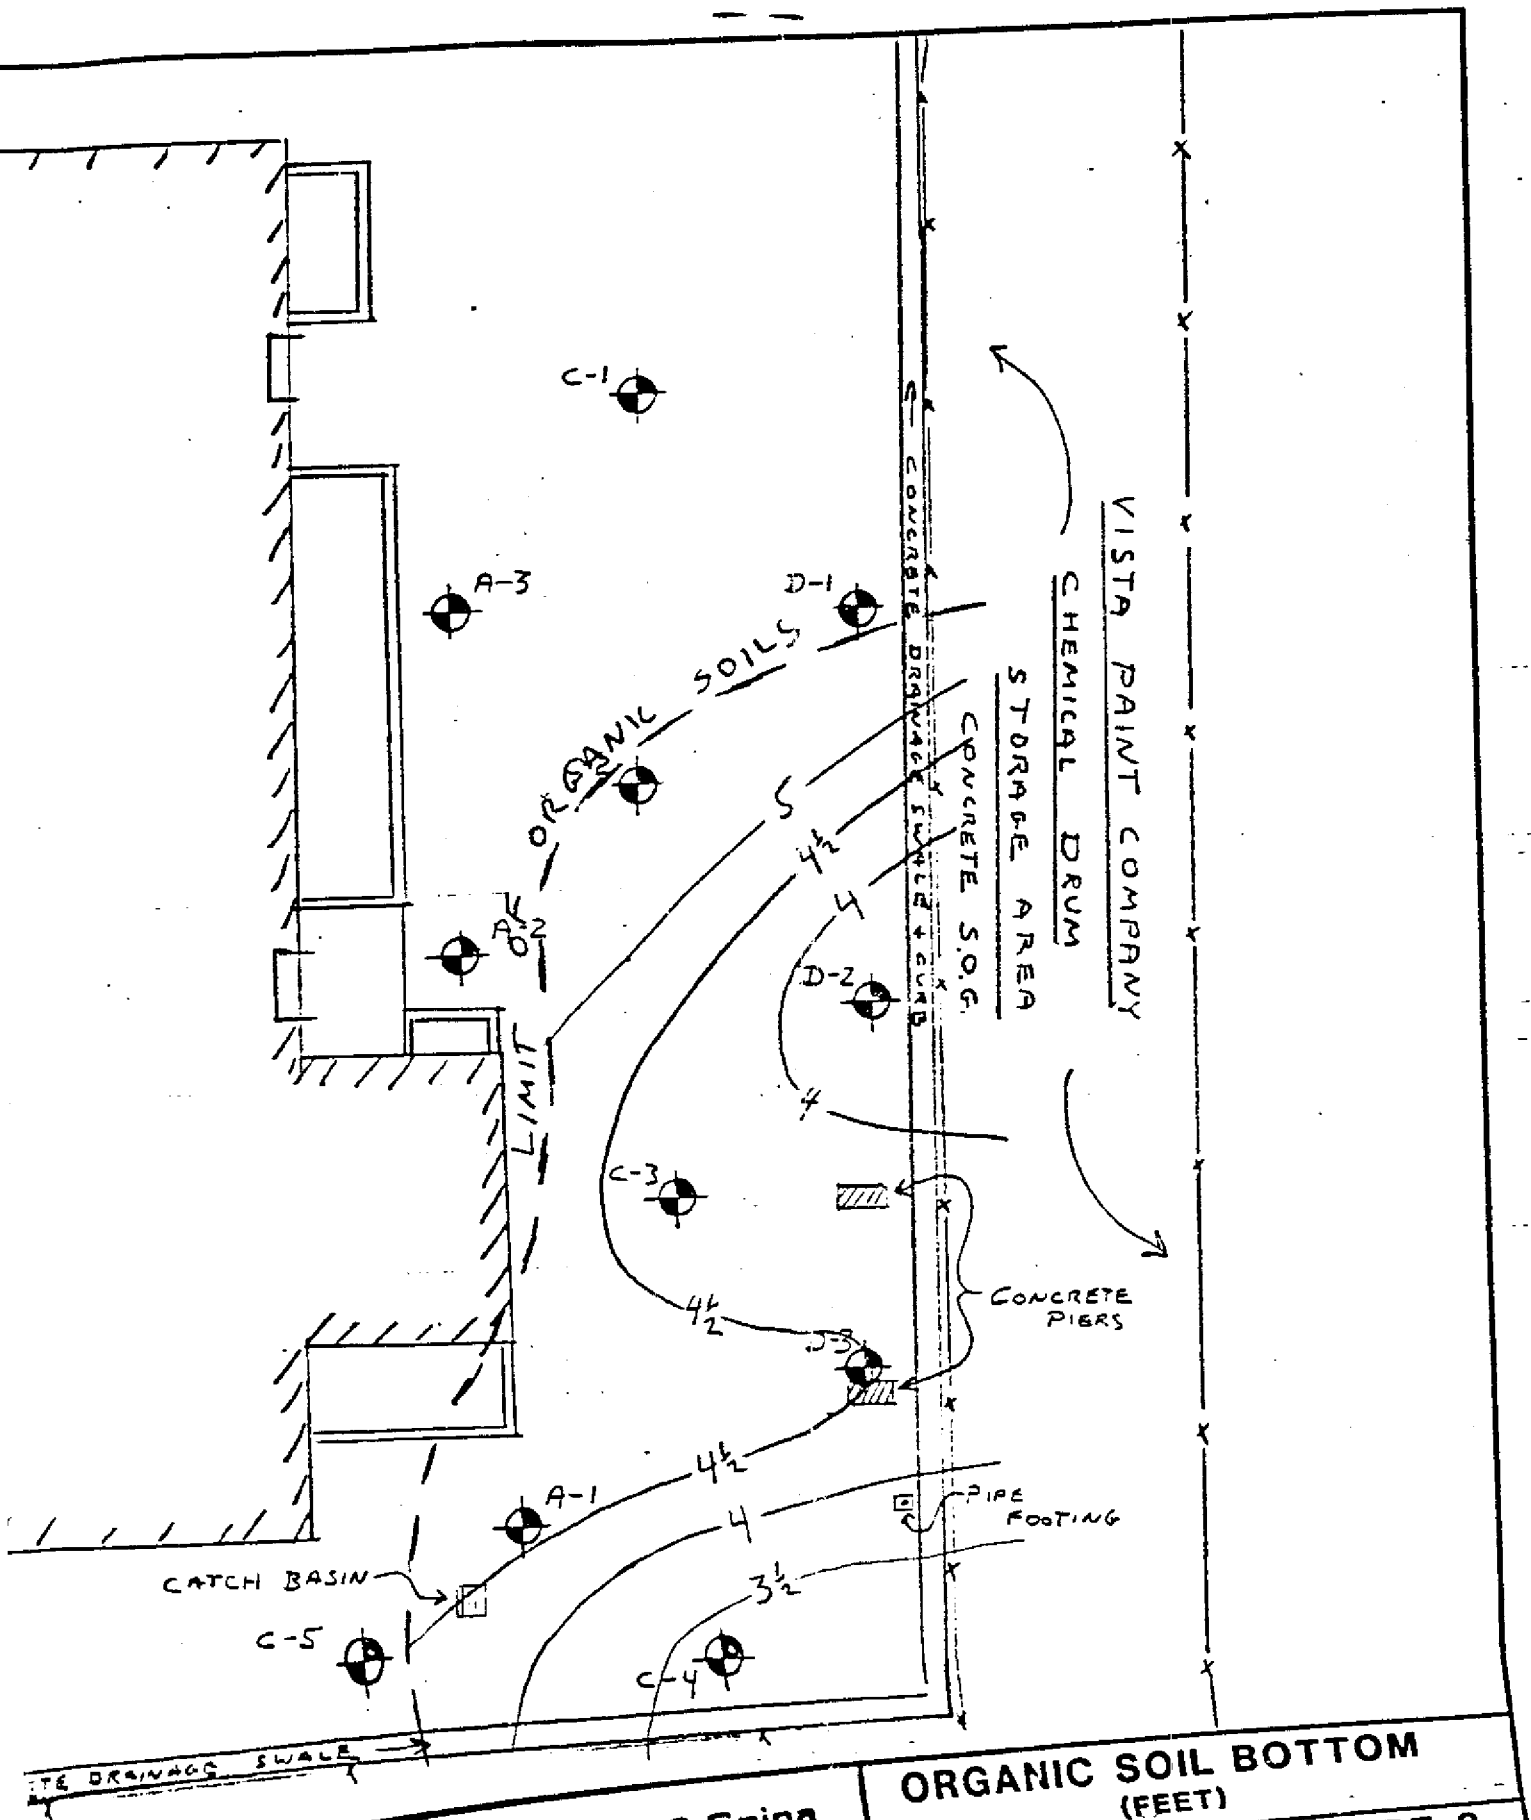 C-1
A-3
D-1
LIMIT OF ORGANIC SOILS
5
4½
4
A-2
D-2
4
C-3
4½
D-3
4½
A-1
4
3½
CATCH BASIN
C-5
C-4
← CONCRETE DRAINAGE SWALE + CURB
VISTA PAINT COMPANY
CHEMICAL DRUM
STORAGE AREA
CONCRETE S.O.G.
CONCRETE
PIERS
PIPE
FOOTING
DRAINAGE SWALE →
ORGANIC SOIL BOTTOM
(FEET)